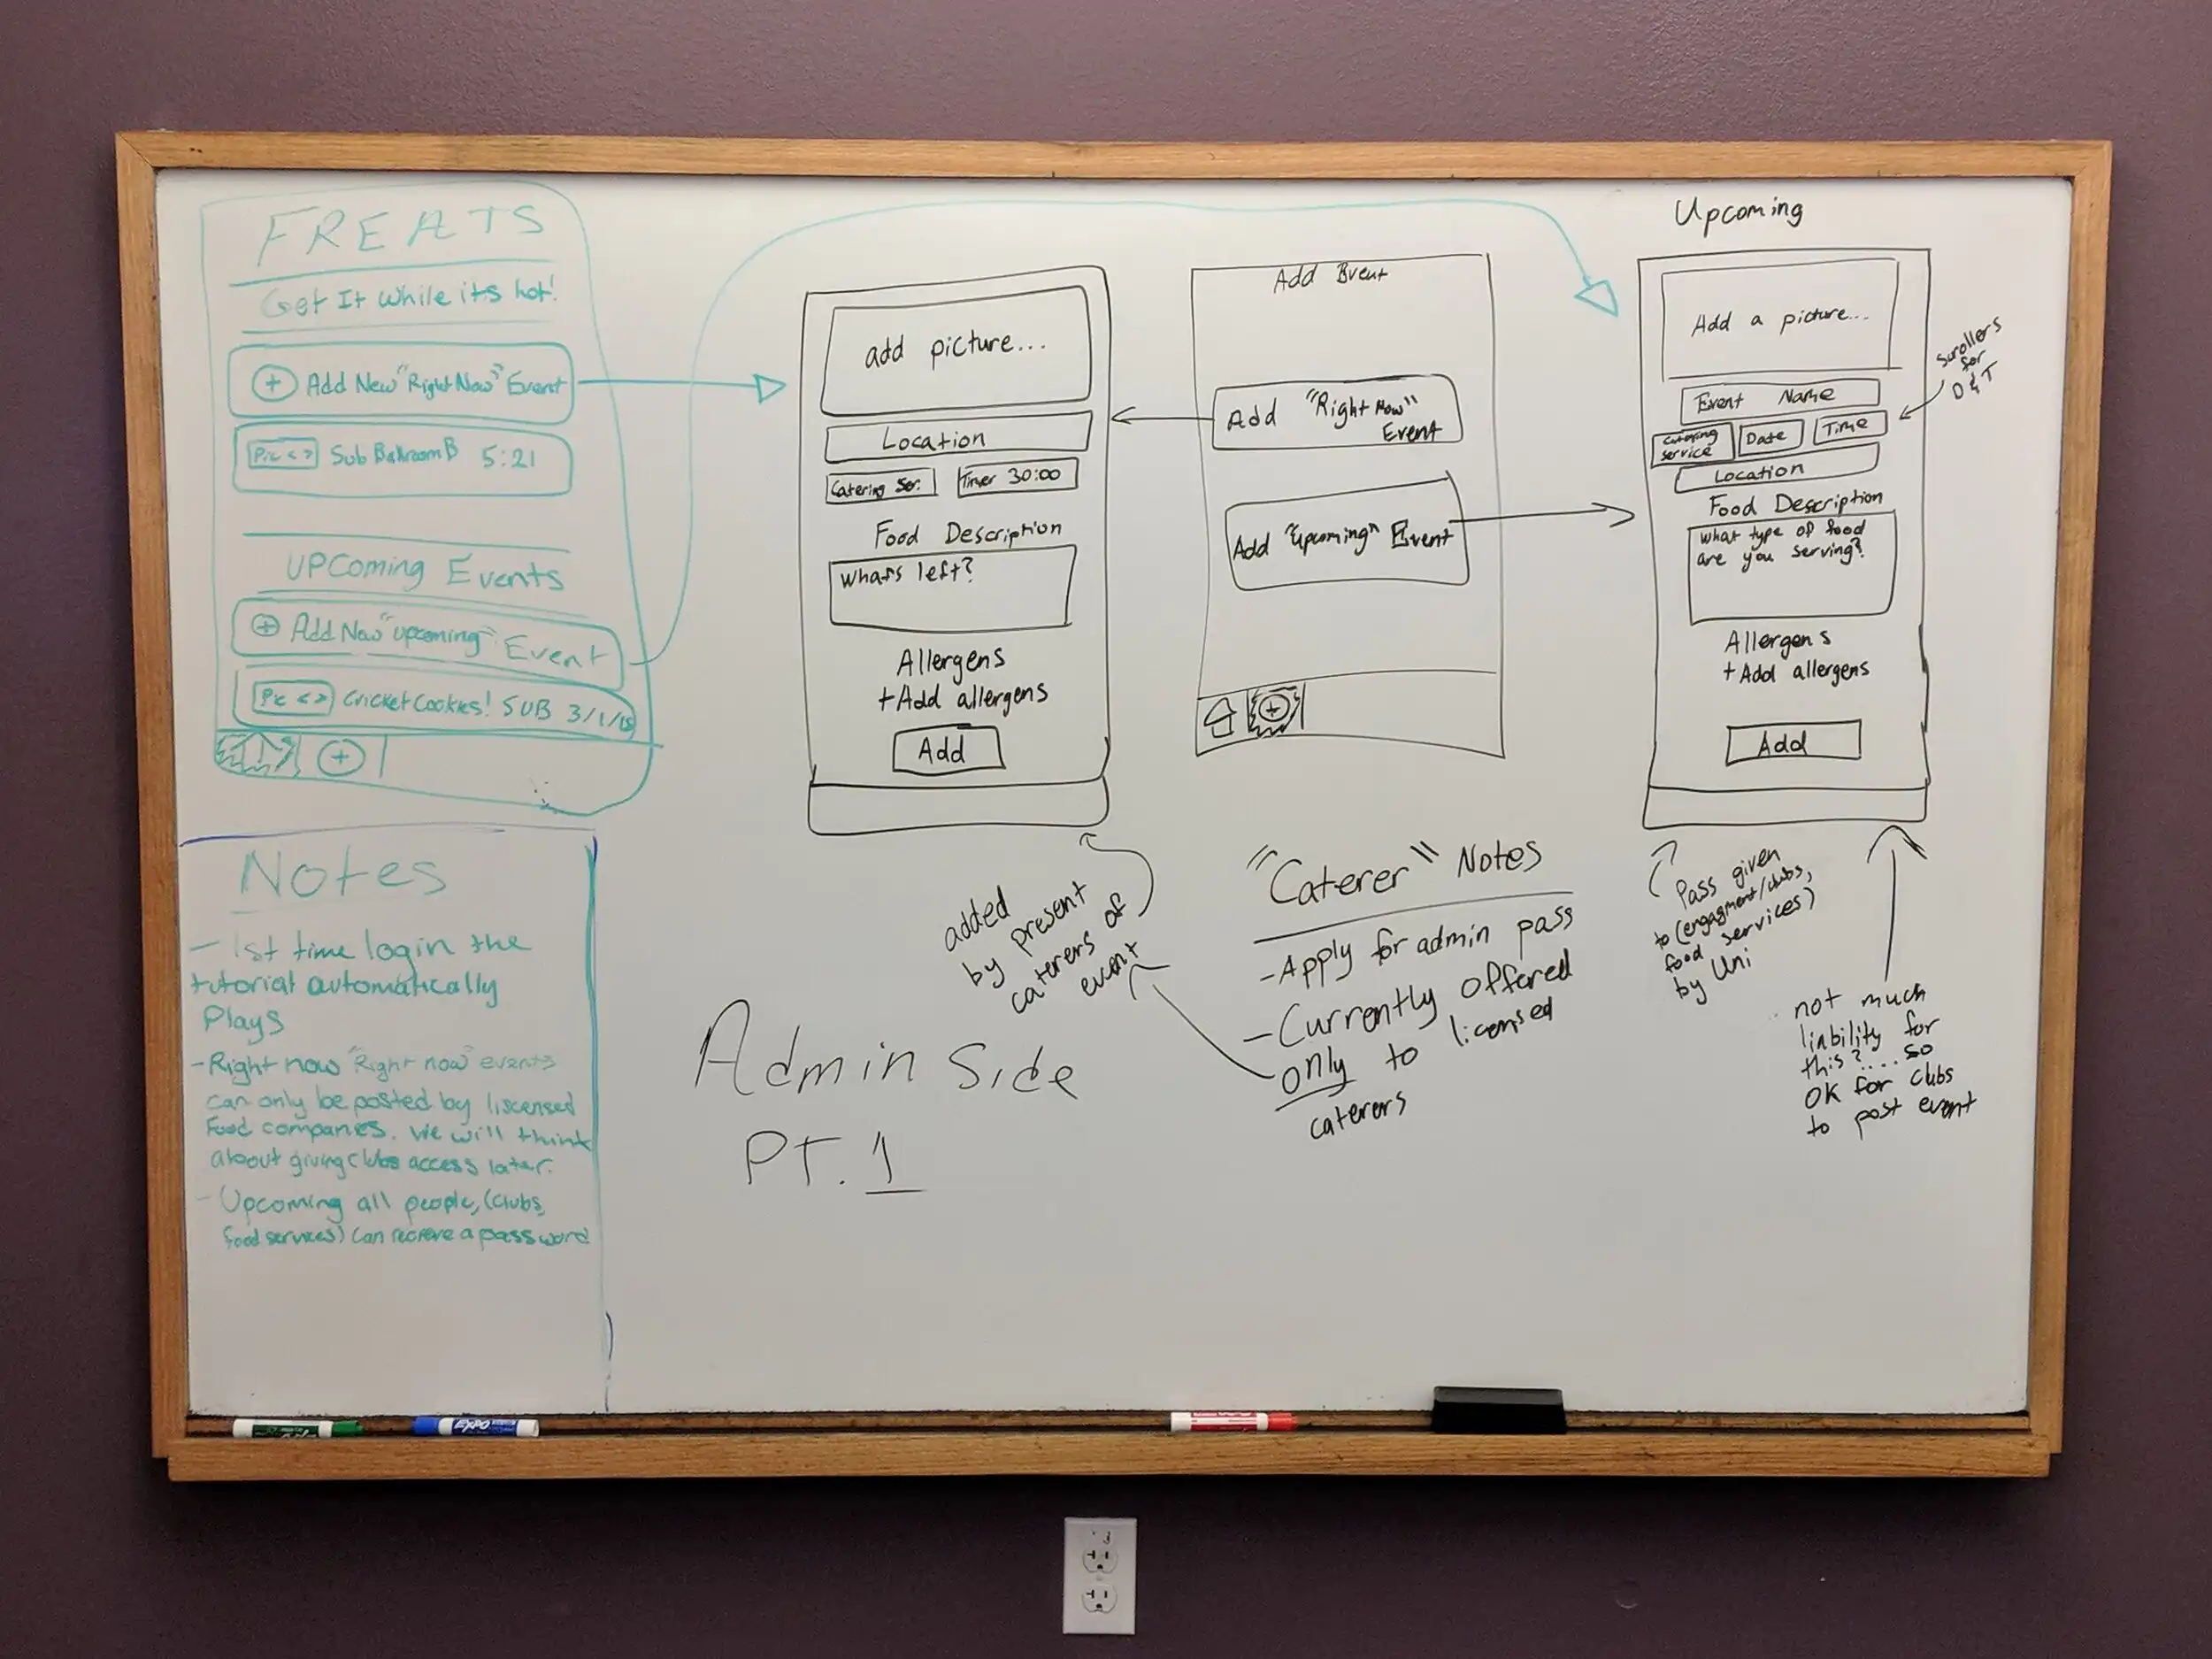 FREATS
Get It While its hot!
+ Add New "Right Now" Event
Pic < > Sub Ballroom B 5:21
UPComing Events
+ Add New "upcoming" Event
Pic < > Cricket Cookies! SUB 3/1/18
Notes
- 1st time login the
tutorial automatically
Plays
- Right now "Right now" events
can only be posted by liscensed
Food companes. We will think
about giving clubs access later.
- Upcoming all people, (clubs,
food services) can recieve a password
add picture...
Location
Catering Ser.
Timer 30:00
Food Description
Whats left?
Allergens
+Add allergens
Add
added
by present
caterers of
event
Admin Side
PT. 1
Add Event
Add "Right Now"
Event
Add "Upcoming" Event
+
"Caterer" Notes
- Apply for admin pass
- Currently offered
only to licensed
caterers
Upcoming
Add a picture...
Event Name
Catering
service
Date
Time
Location
Food Description
What type of food
are you serving?
Allergens
+Add allergens
Add
Scrollers
for
D & T
Pass given
to (engagment/clubs,
food services)
by Uni
not much
liability for
this?.... so
OK for clubs
to post event
EXPO